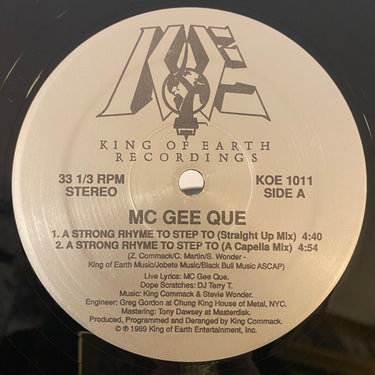 KOE
KING OF EARTH
RECORDINGS
33 1/3 RPM
STEREO
KOE 1011
SIDE A
MC GEE QUE
1. A STRONG RHYME TO STEP TO (Straight Up Mix) 4:40
2. A STRONG RHYME TO STEP TO (A Capella Mix) 4:54
(Z. Commack/C. Martin/S. Wonder -
King of Earth Music/Jobete Music/Black Bull Music ASCAP)
Live Lyrics: MC Gee Que.
Dope Scratches: DJ Terry T.
Music: King Commack & Stevie Wonder.
Engineer: Greg Gordon at Chung King House of Metal, NYC.
Mastering: Tony Dawsey at Masterdisk.
Produced, Programmed and Deranged by King Commack.
© ℗ 1989 King of Earth Entertainment, Inc.